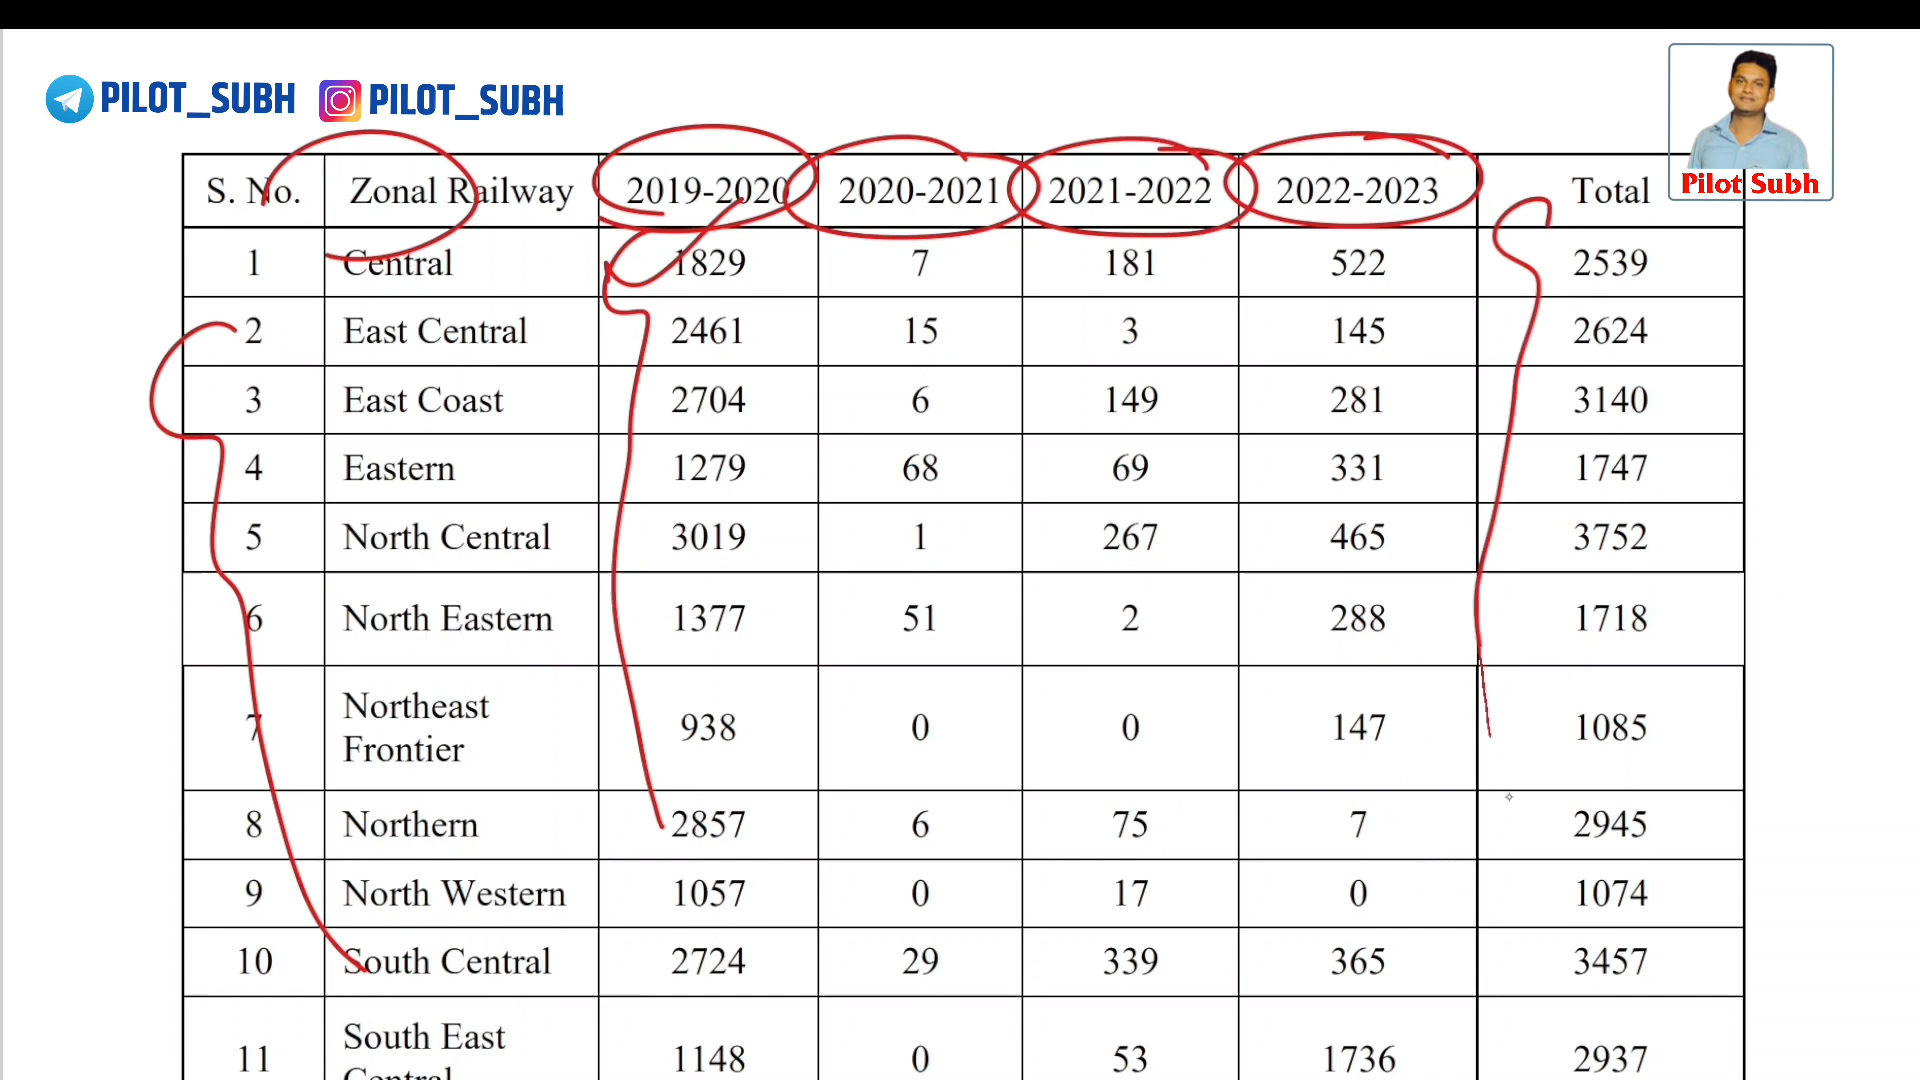 PILOT_SUBH PILOT_SUBH
Pilot Subh
S. No. Zonal Railway 2019-2020 2020-2021 2021-2022 2022-2023 Total
1 Central 1829 7 181 522 2539
2 East Central 2461 15 3 145 2624
3 East Coast 2704 6 149 281 3140
4 Eastern 1279 68 69 331 1747
5 North Central 3019 1 267 465 3752
6 North Eastern 1377 51 2 288 1718
Northeast
7 Frontier 938 0 0 147 1085
8 Northern 2857 6 75 7 2945
9 North Western 1057 0 17 0 1074
10 South Central 2724 29 339 365 3457
South East
11 Central 1148 0 53 1736 2937